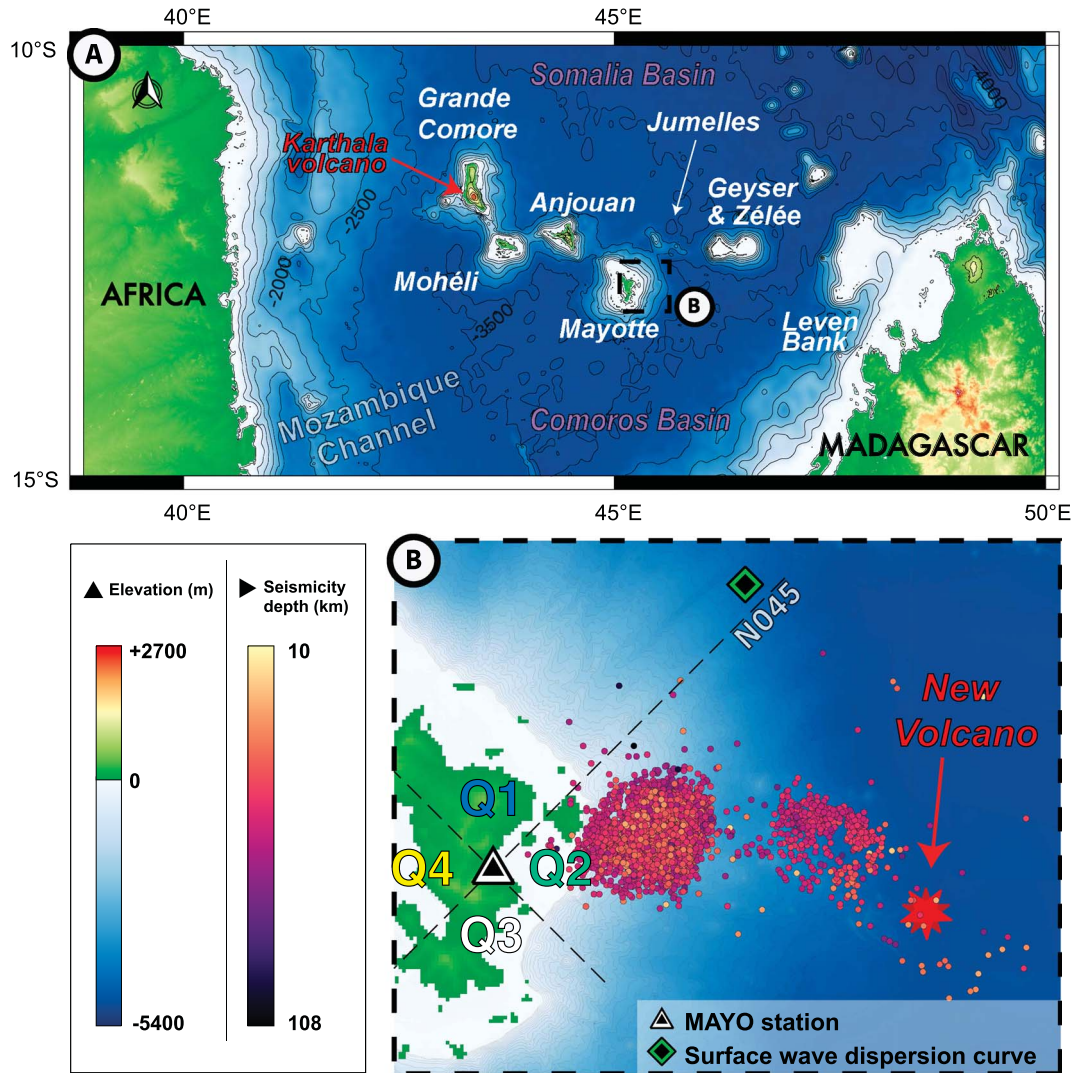 40°E
45°E
10°S
A
Somalia Basin
-4000
Grande
Comore
Jumelles
Karthala
volcano
-2500
Geyser
& Zélée
Anjouan
-2000
Mohéli
AFRICA
B
-3500
Mayotte
Leven
Bank
Mozambique
Channel
Comoros Basin
MADAGASCAR
15°S
40°E
45°E
50°E
Elevation (m)
Seismicity
depth (km)
+2700
10
0
-5400
108
B
N045
New
Volcano
Q1
Q4
Q2
Q3
MAYO station
Surface wave dispersion curve